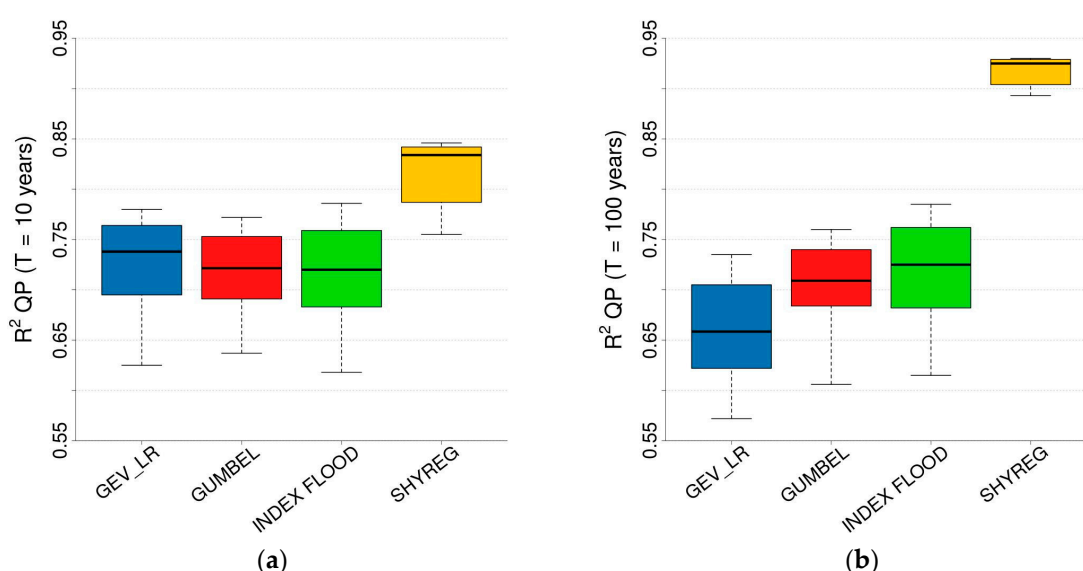 R² QP (T = 10 years)
0.95
0.85
0.75
0.65
0.55
GEV_LR
GUMBEL
INDEX FLOOD
SHYREG
(a)
R² QP (T = 100 years)
0.95
0.85
0.75
0.65
0.55
GEV_LR
GUMBEL
INDEX FLOOD
SHYREG
(b)